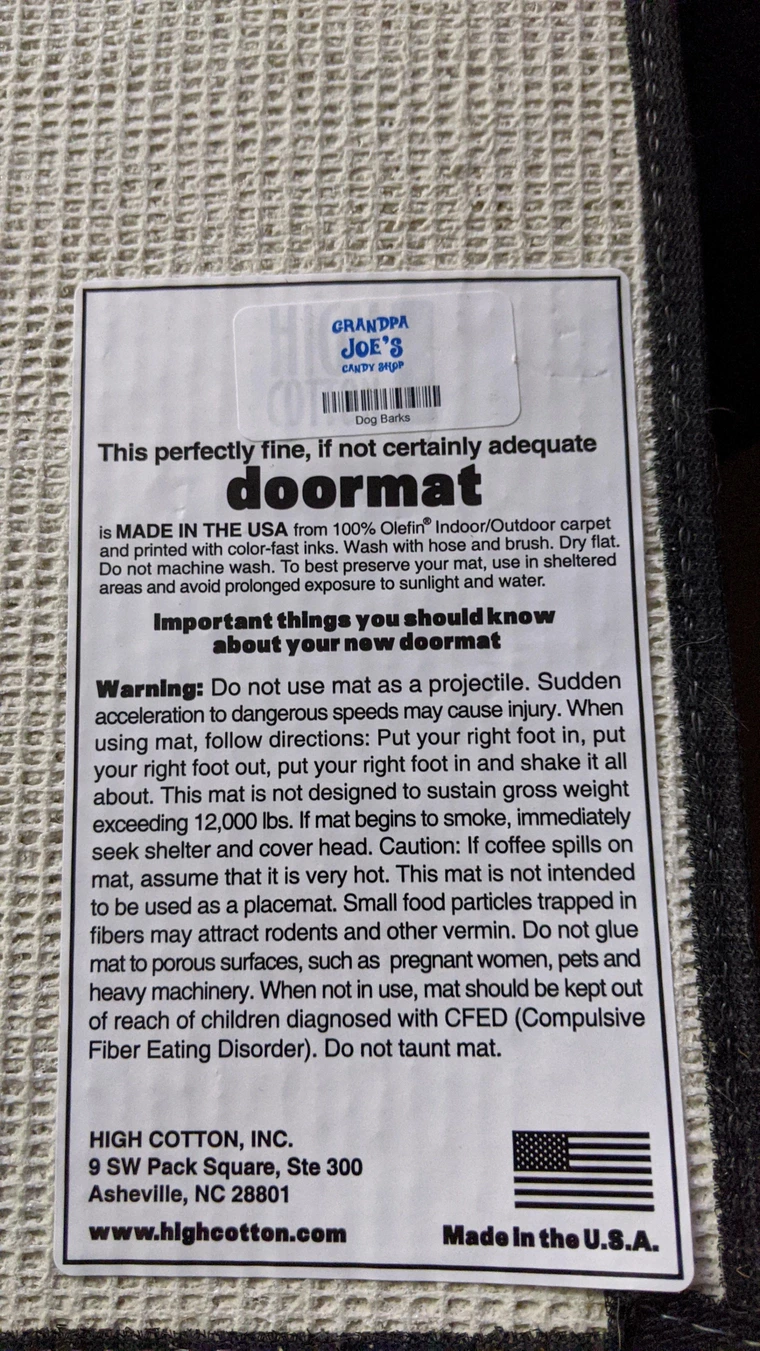 GRANDPA
JOE'S
CANDY SHOP
Dog Barks
HIGH
COTTON
This perfectly fine, if not certainly adequate
doormat
is MADE IN THE USA from 100% Olefin® Indoor/Outdoor carpet
and printed with color-fast inks. Wash with hose and brush. Dry flat.
Do not machine wash. To best preserve your mat, use in sheltered
areas and avoid prolonged exposure to sunlight and water.
Important things you should know
about your new doormat
Warning: Do not use mat as a projectile. Sudden
acceleration to dangerous speeds may cause injury. When
using mat, follow directions: Put your right foot in, put
your right foot out, put your right foot in and shake it all
about. This mat is not designed to sustain gross weight
exceeding 12,000 lbs. If mat begins to smoke, immediately
seek shelter and cover head. Caution: If coffee spills on
mat, assume that it is very hot. This mat is not intended
to be used as a placemat. Small food particles trapped in
fibers may attract rodents and other vermin. Do not glue
mat to porous surfaces, such as pregnant women, pets and
heavy machinery. When not in use, mat should be kept out
of reach of children diagnosed with CFED (Compulsive
Fiber Eating Disorder). Do not taunt mat.
HIGH COTTON, INC.
9 SW Pack Square, Ste 300
Asheville, NC 28801
www.highcotton.com
Made in the U.S.A.